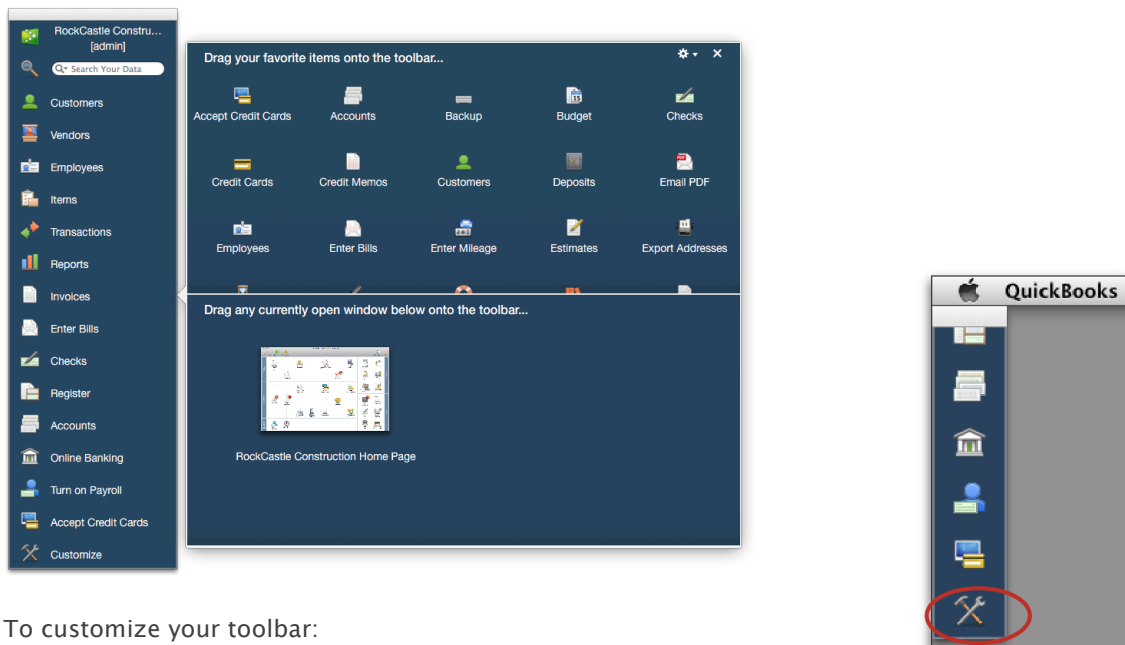 RockCastle Constru...
[admin]
Search Your Data
Customers
Vendors
Employees
Items
Transactions
Reports
Invoices
Enter Bills
Checks
Register
Accounts
Online Banking
Turn on Payroll
Accept Credit Cards
Customize
Drag your favorite items onto the toolbar...
Accept Credit Cards Accounts Backup Budget Checks
Credit Cards Credit Memos Customers Deposits Email PDF
Employees Enter Bills Enter Mileage Estimates Export Addresses
Drag any currently open window below onto the toolbar...
RockCastle Construction Home Page
QuickBooks
To customize your toolbar: